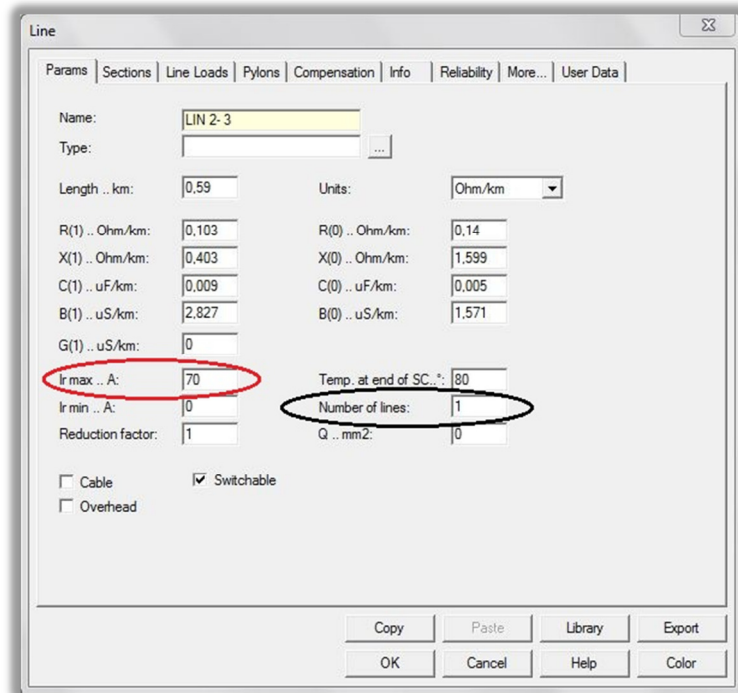 Line
Params Sections Line Loads Pylons Compensation Info Reliability More... User Data
Name: LIN 2- 3
Type: ...
Length .. km: 0,59 Units: Ohm/km
R(1) .. Ohm/km: 0,103 R(0) .. Ohm/km: 0,14
X(1) .. Ohm/km: 0,403 X(0) .. Ohm/km: 1,599
C(1) .. uF/km: 0,009 C(0) .. uF/km: 0,005
B(1) .. uS/km: 2,827 B(0) .. uS/km: 1,571
G(1) .. uS/km: 0
Ir max .. A: 70 Temp. at end of SC..°: 80
Ir min .. A: 0 Number of lines: 1
Reduction factor: 1 Q .. mm2: 0
Cable Switchable
Overhead
Copy Paste Library Export
OK Cancel Help Color